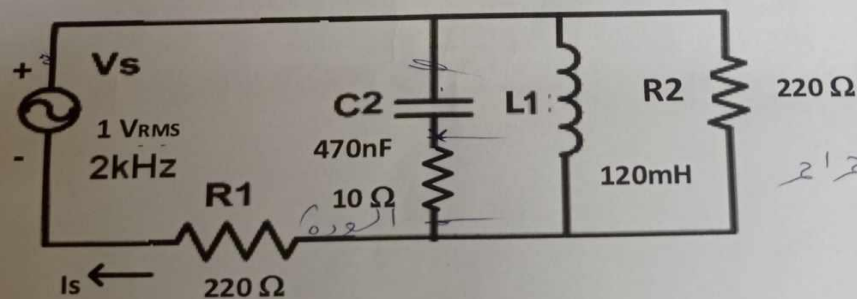 +
Vs
1 VRMS
2kHz
-
C2
470nF
10 Ω
L1
120mH
R2
220 Ω
R1
220 Ω
Is